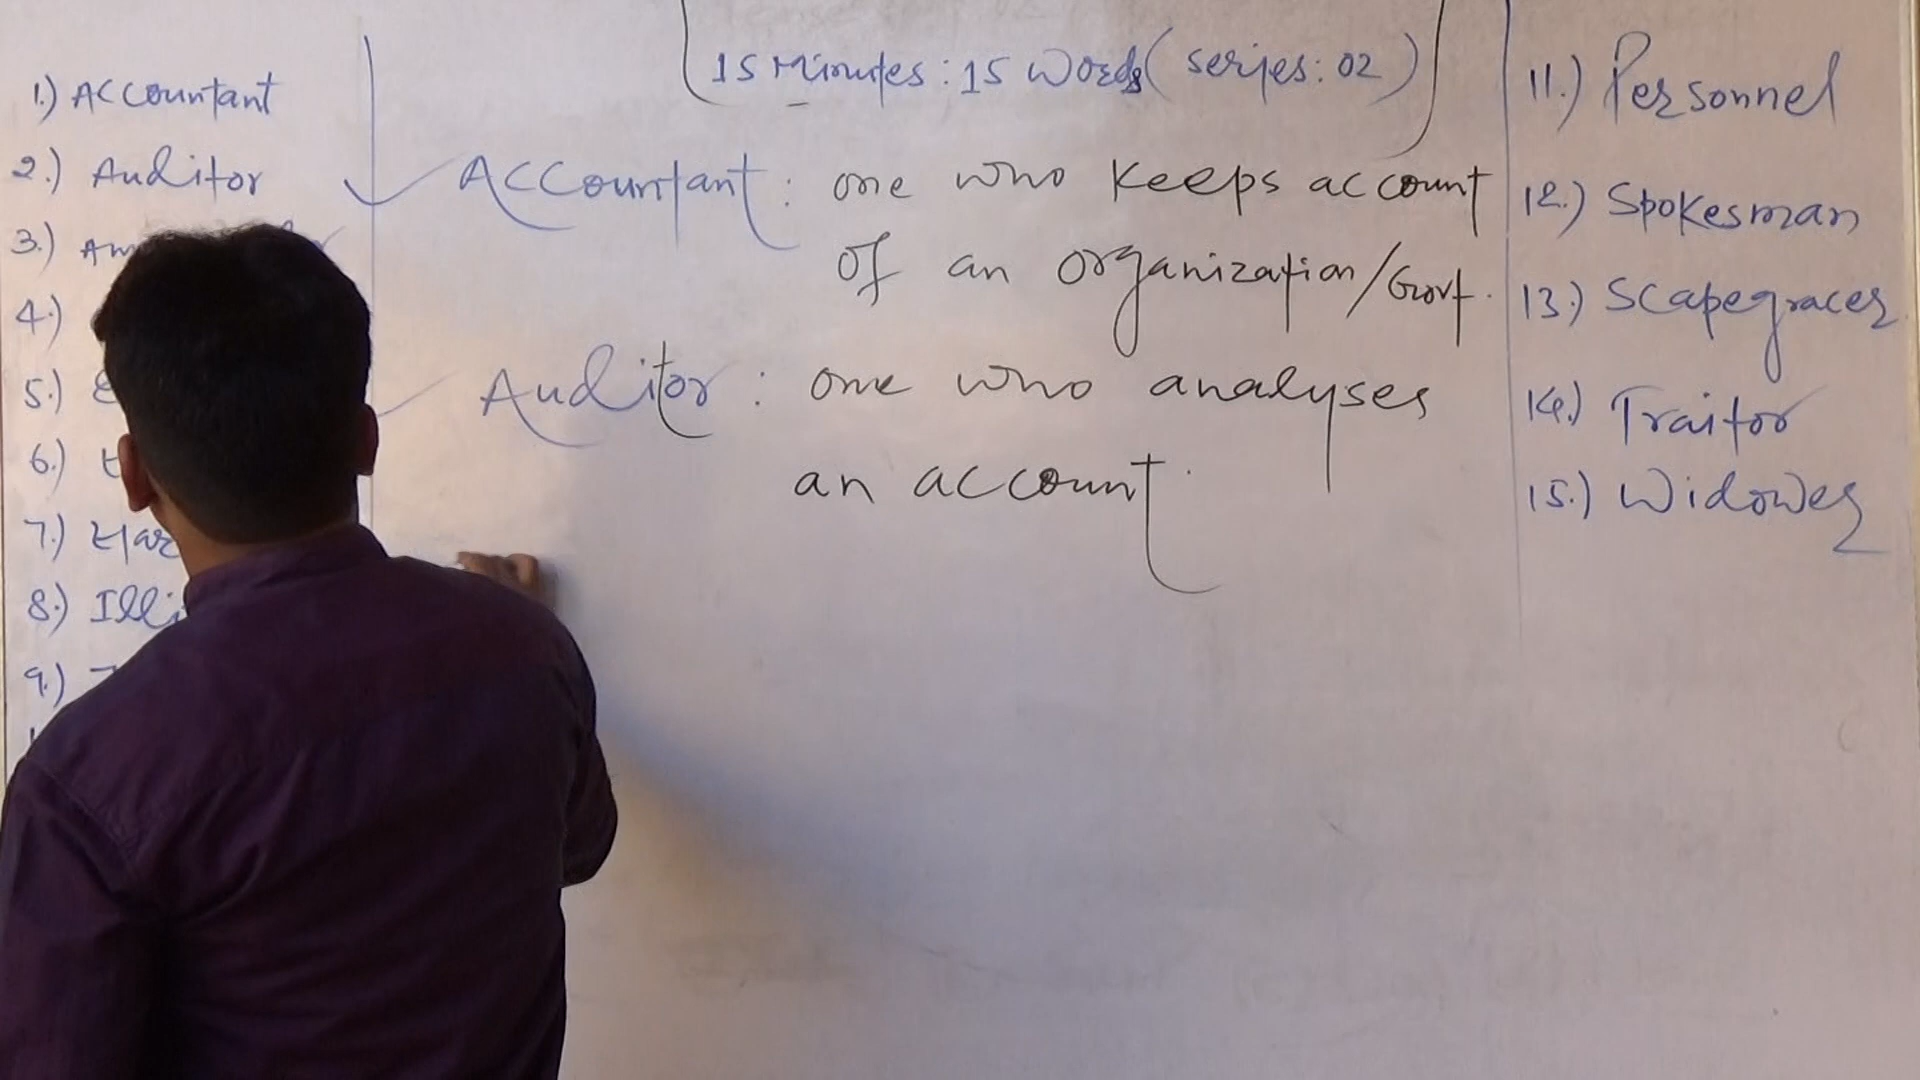 15 Minutes: 15 Words (Series: 02)
1.) Accountant
2.) Auditor
3.)
4.)
5.)
6.)
7.)
8.)
9.)
Accountant: one who keeps account
of an organization/Govt.
Auditor: one who analyses
an account.
11.) Personnel
12.) Spokesman
13.) Scapegraces
14.) Traitor
15.) Widower